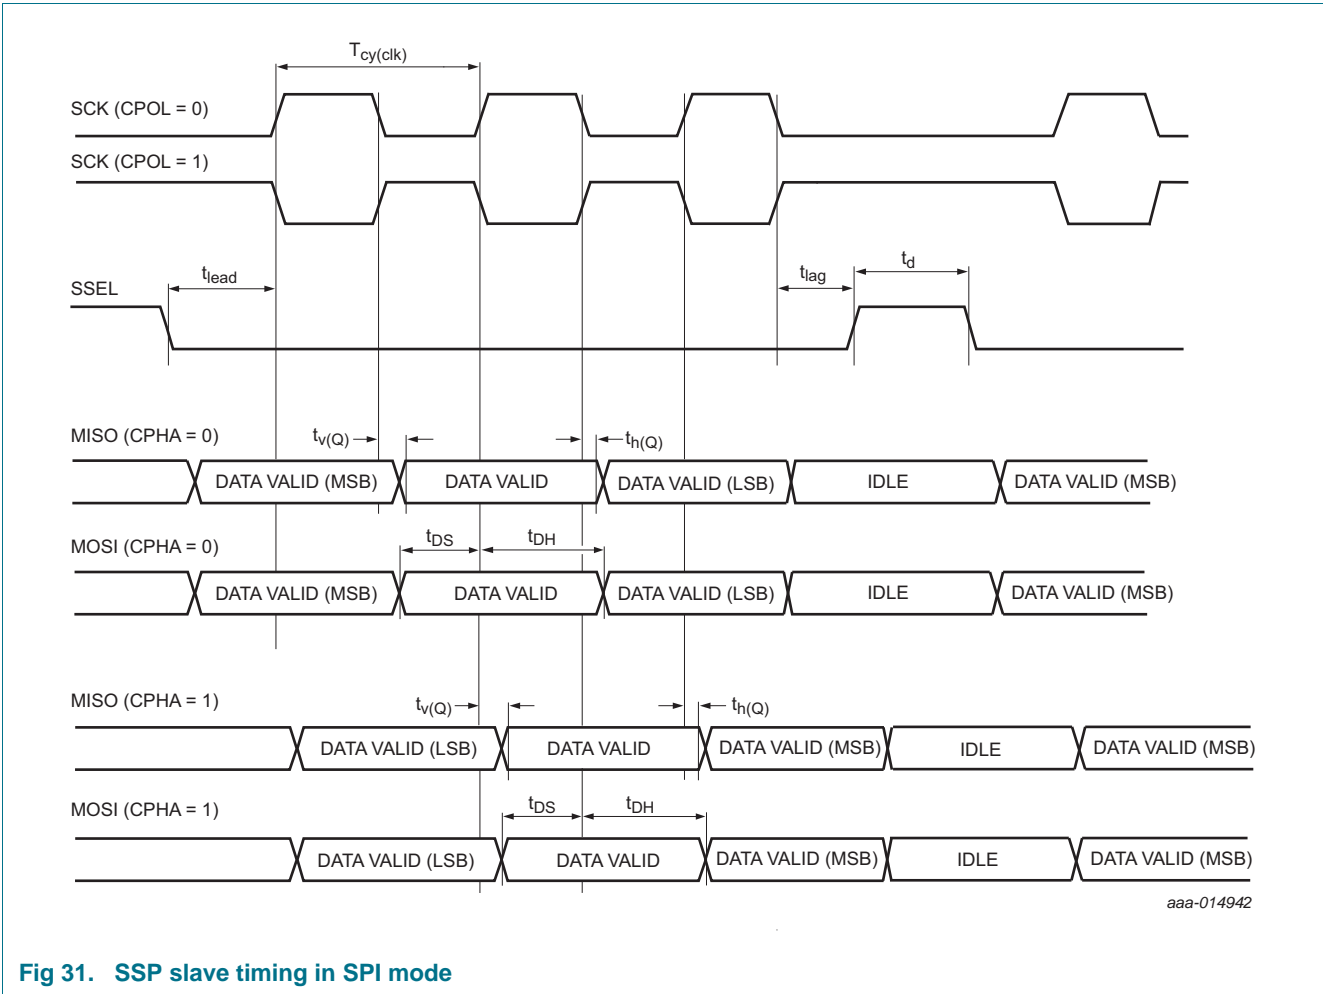 Tcy(clk)
SCK (CPOL = 0)
SCK (CPOL = 1)
tlead
tlag
td
SSEL
MISO (CPHA = 0)
tv(Q)
th(Q)
DATA VALID (MSB) DATA VALID DATA VALID (LSB) IDLE DATA VALID (MSB)
MOSI (CPHA = 0)
tDS
tDH
DATA VALID (MSB) DATA VALID DATA VALID (LSB) IDLE DATA VALID (MSB)
MISO (CPHA = 1)
tv(Q)
th(Q)
DATA VALID (LSB) DATA VALID DATA VALID (MSB) IDLE DATA VALID (MSB)
MOSI (CPHA = 1)
tDS
tDH
DATA VALID (LSB) DATA VALID DATA VALID (MSB) IDLE DATA VALID (MSB)
aaa-014942
Fig 31. SSP slave timing in SPI mode